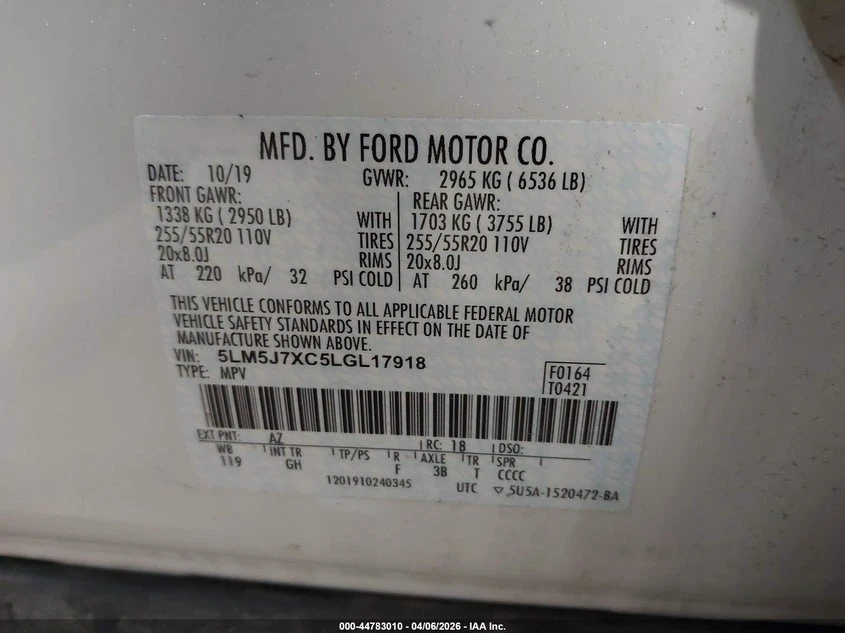 MFD. BY FORD MOTOR CO.
DATE: 10/19 GVWR: 2965 KG ( 6536 LB)
FRONT GAWR: REAR GAWR:
1338 KG ( 2950 LB) WITH 1703 KG ( 3755 LB) WITH
255/55R20 110V TIRES 255/55R20 110V TIRES
20x8.0J RIMS 20x8.0J RIMS
AT 220 kPa/ 32 PSI COLD AT 260 kPa/ 38 PSI COLD
THIS VEHICLE CONFORMS TO ALL APPLICABLE FEDERAL MOTOR
VEHICLE SAFETY STANDARDS IN EFFECT ON THE DATE OF
MANUFACTURE SHOWN ABOVE.
VIN: 5LM5J7XC5LGL17918
TYPE: MPV F0164
T0421
EXT PNT: AZ RC: 18 DSO:
WB INT TR TP/PS R AXLE TR SPR
119 GH F 3B T CCCC
1201910240345 UTC ▽ 5U5A-1520472-BA
000-44783010 - 04/06/2026 - IAA Inc.